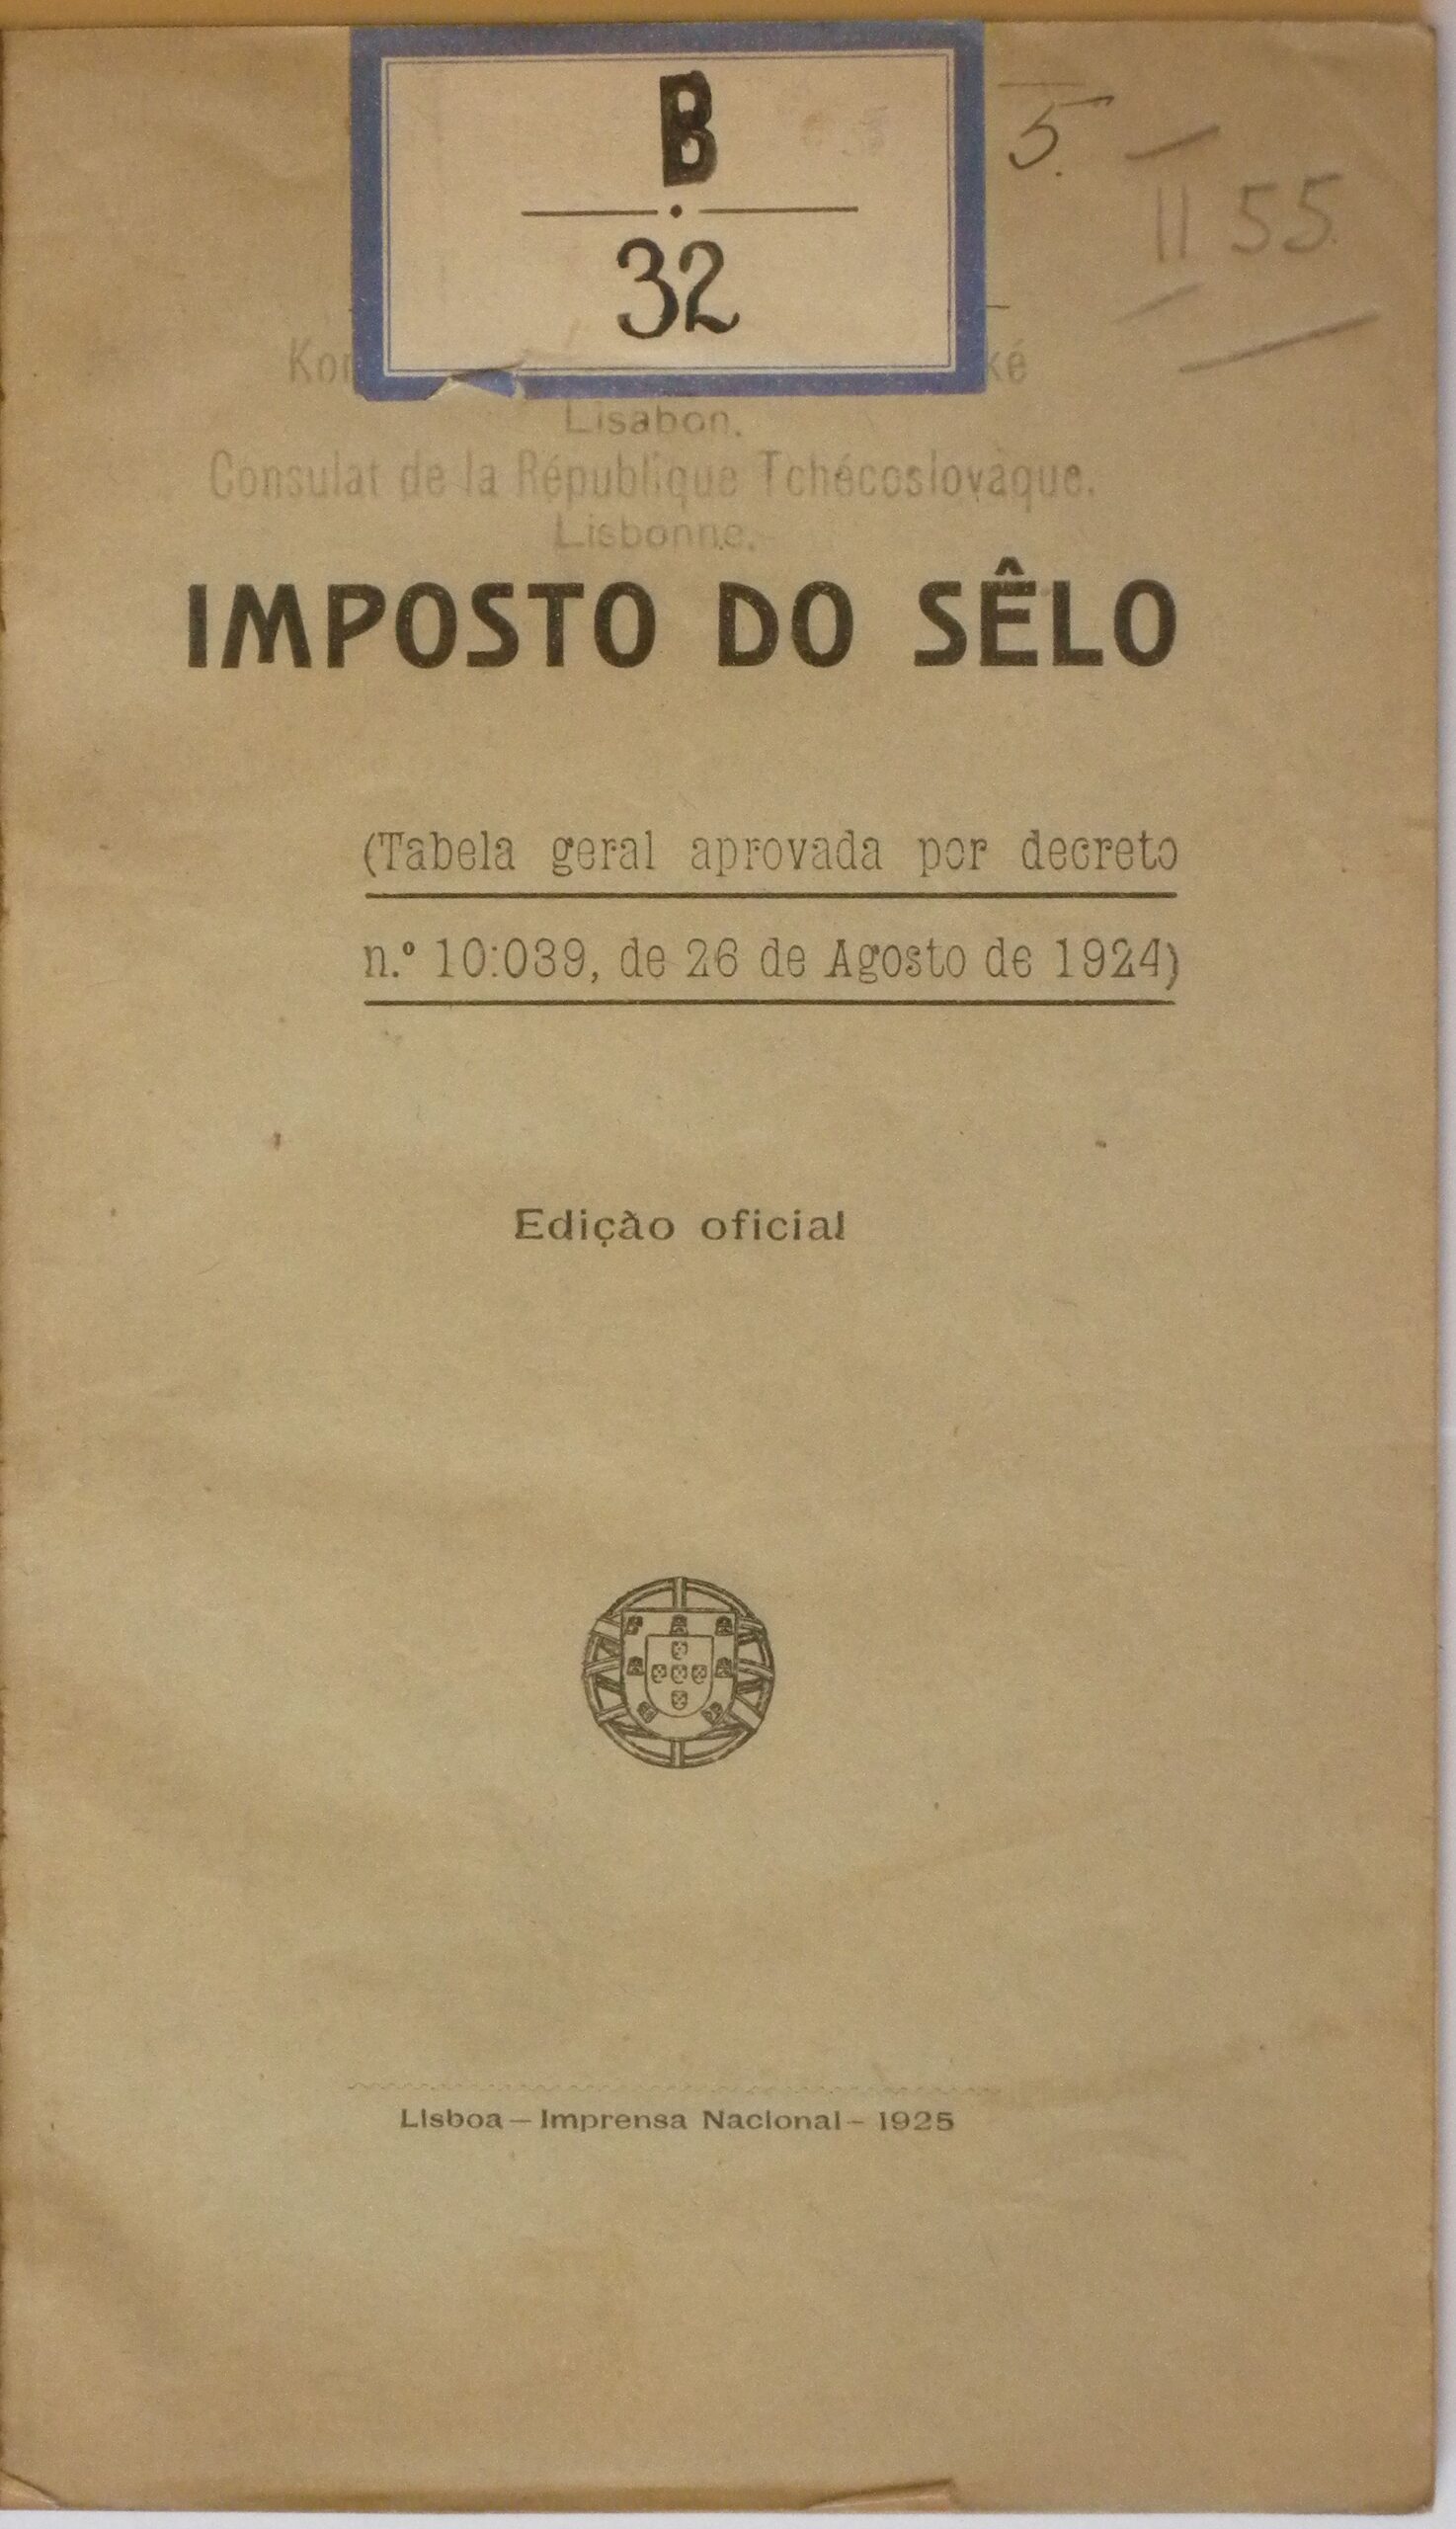 B
32
5.
II 55.
Lisabon.
Consulat de la République Tchécoslovaque.
Lisbonne.
IMPOSTO DO SÊLO
(Tabela geral aprovada por decreto
n.º 10:039, de 26 de Agosto de 1924)
Edição oficial
Lisboa — Imprensa Nacional — 1925